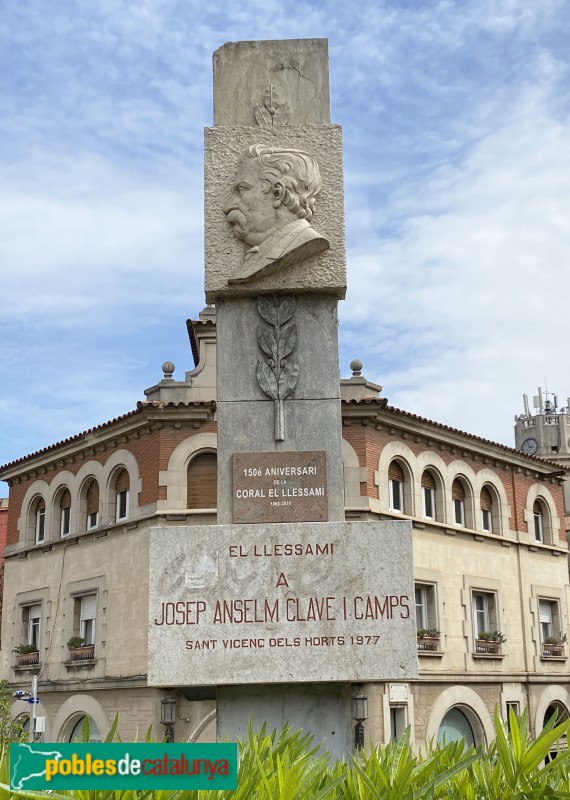 150è ANIVERSARI
DE LA
CORAL EL LLESSAMI
EL LLESSAMI
A
JOSEP ANSELM CLAVE I CAMPS
SANT VICENÇ DELS HORTS 1977
poblesdecatalunya